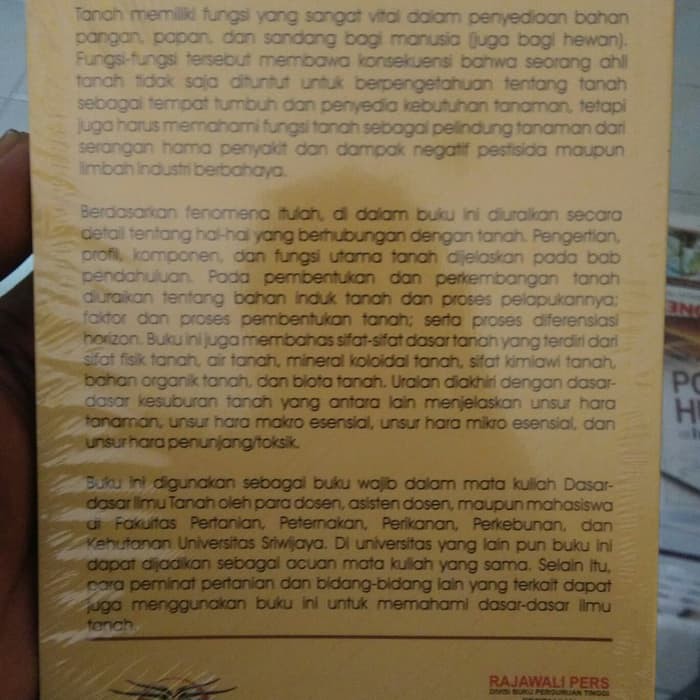 Tanah memiliki fungsi yang sangat vital dalam penyediaan bahan
pangan, papan, dan sandang bagi manusia (juga bagi hewan).
Fungsi-fungsi tersebut membawa konsekuensi bahwa seorang ahli
tanah tidak saja dituntut untuk berpengetahuan tentang tanah
sebagai tempat tumbuh dan penyedia kebutuhan tanaman, tetapi
juga harus memahami fungsi tanah sebagai pelindung tanaman dari
serangan hama penyakit dan dampak negatif pestisida maupun
limbah industri berbahaya.
Berdasarkan fenomena itulah, di dalam buku ini diuraikan secara
detail tentang hal-hal yang berhubungan dengan tanah. Pengertian,
profil, komponen, dan fungsi utama tanah dijelaskan pada bab
pendahuluan. Pada pembentukan dan perkembangan tanah
diuraikan tentang bahan induk tanah dan proses pelapukannya;
faktor dan proses pembentukan tanah; serta proses diferensiasi
horizon. Buku ini juga membahas sifat-sifat dasar tanah yang terdiri dari
sifat fisik tanah, air tanah, mineral koloidal tanah, sifat kimiawi tanah,
bahan organik tanah, dan biota tanah. Uraian diakhiri dengan dasar-
dasar kesuburan tanah yang antara lain menjelaskan unsur hara
tanaman, unsur hara makro esensial, unsur hara mikro esensial, dan
unsur hara penunjang/toksik.
Buku ini digunakan sebagai buku wajib dalam mata kuliah Dasar-
dasar Ilmu Tanah oleh para dosen, asisten dosen, maupun mahasiswa
di Fakultas Pertanian, Peternakan, Perikanan, Perkebunan, dan
Kehutanan Universitas Sriwijaya. Di universitas yang lain pun buku ini
dapat dijadikan sebagai acuan mata kuliah yang sama. Selain itu,
para peminat pertanian dan bidang-bidang lain yang terkait dapat
juga menggunakan buku ini untuk memahami dasar-dasar ilmu
tanah.
RAJAWALI PERS
DIVISI BUKU PERGURUAN TINGGI